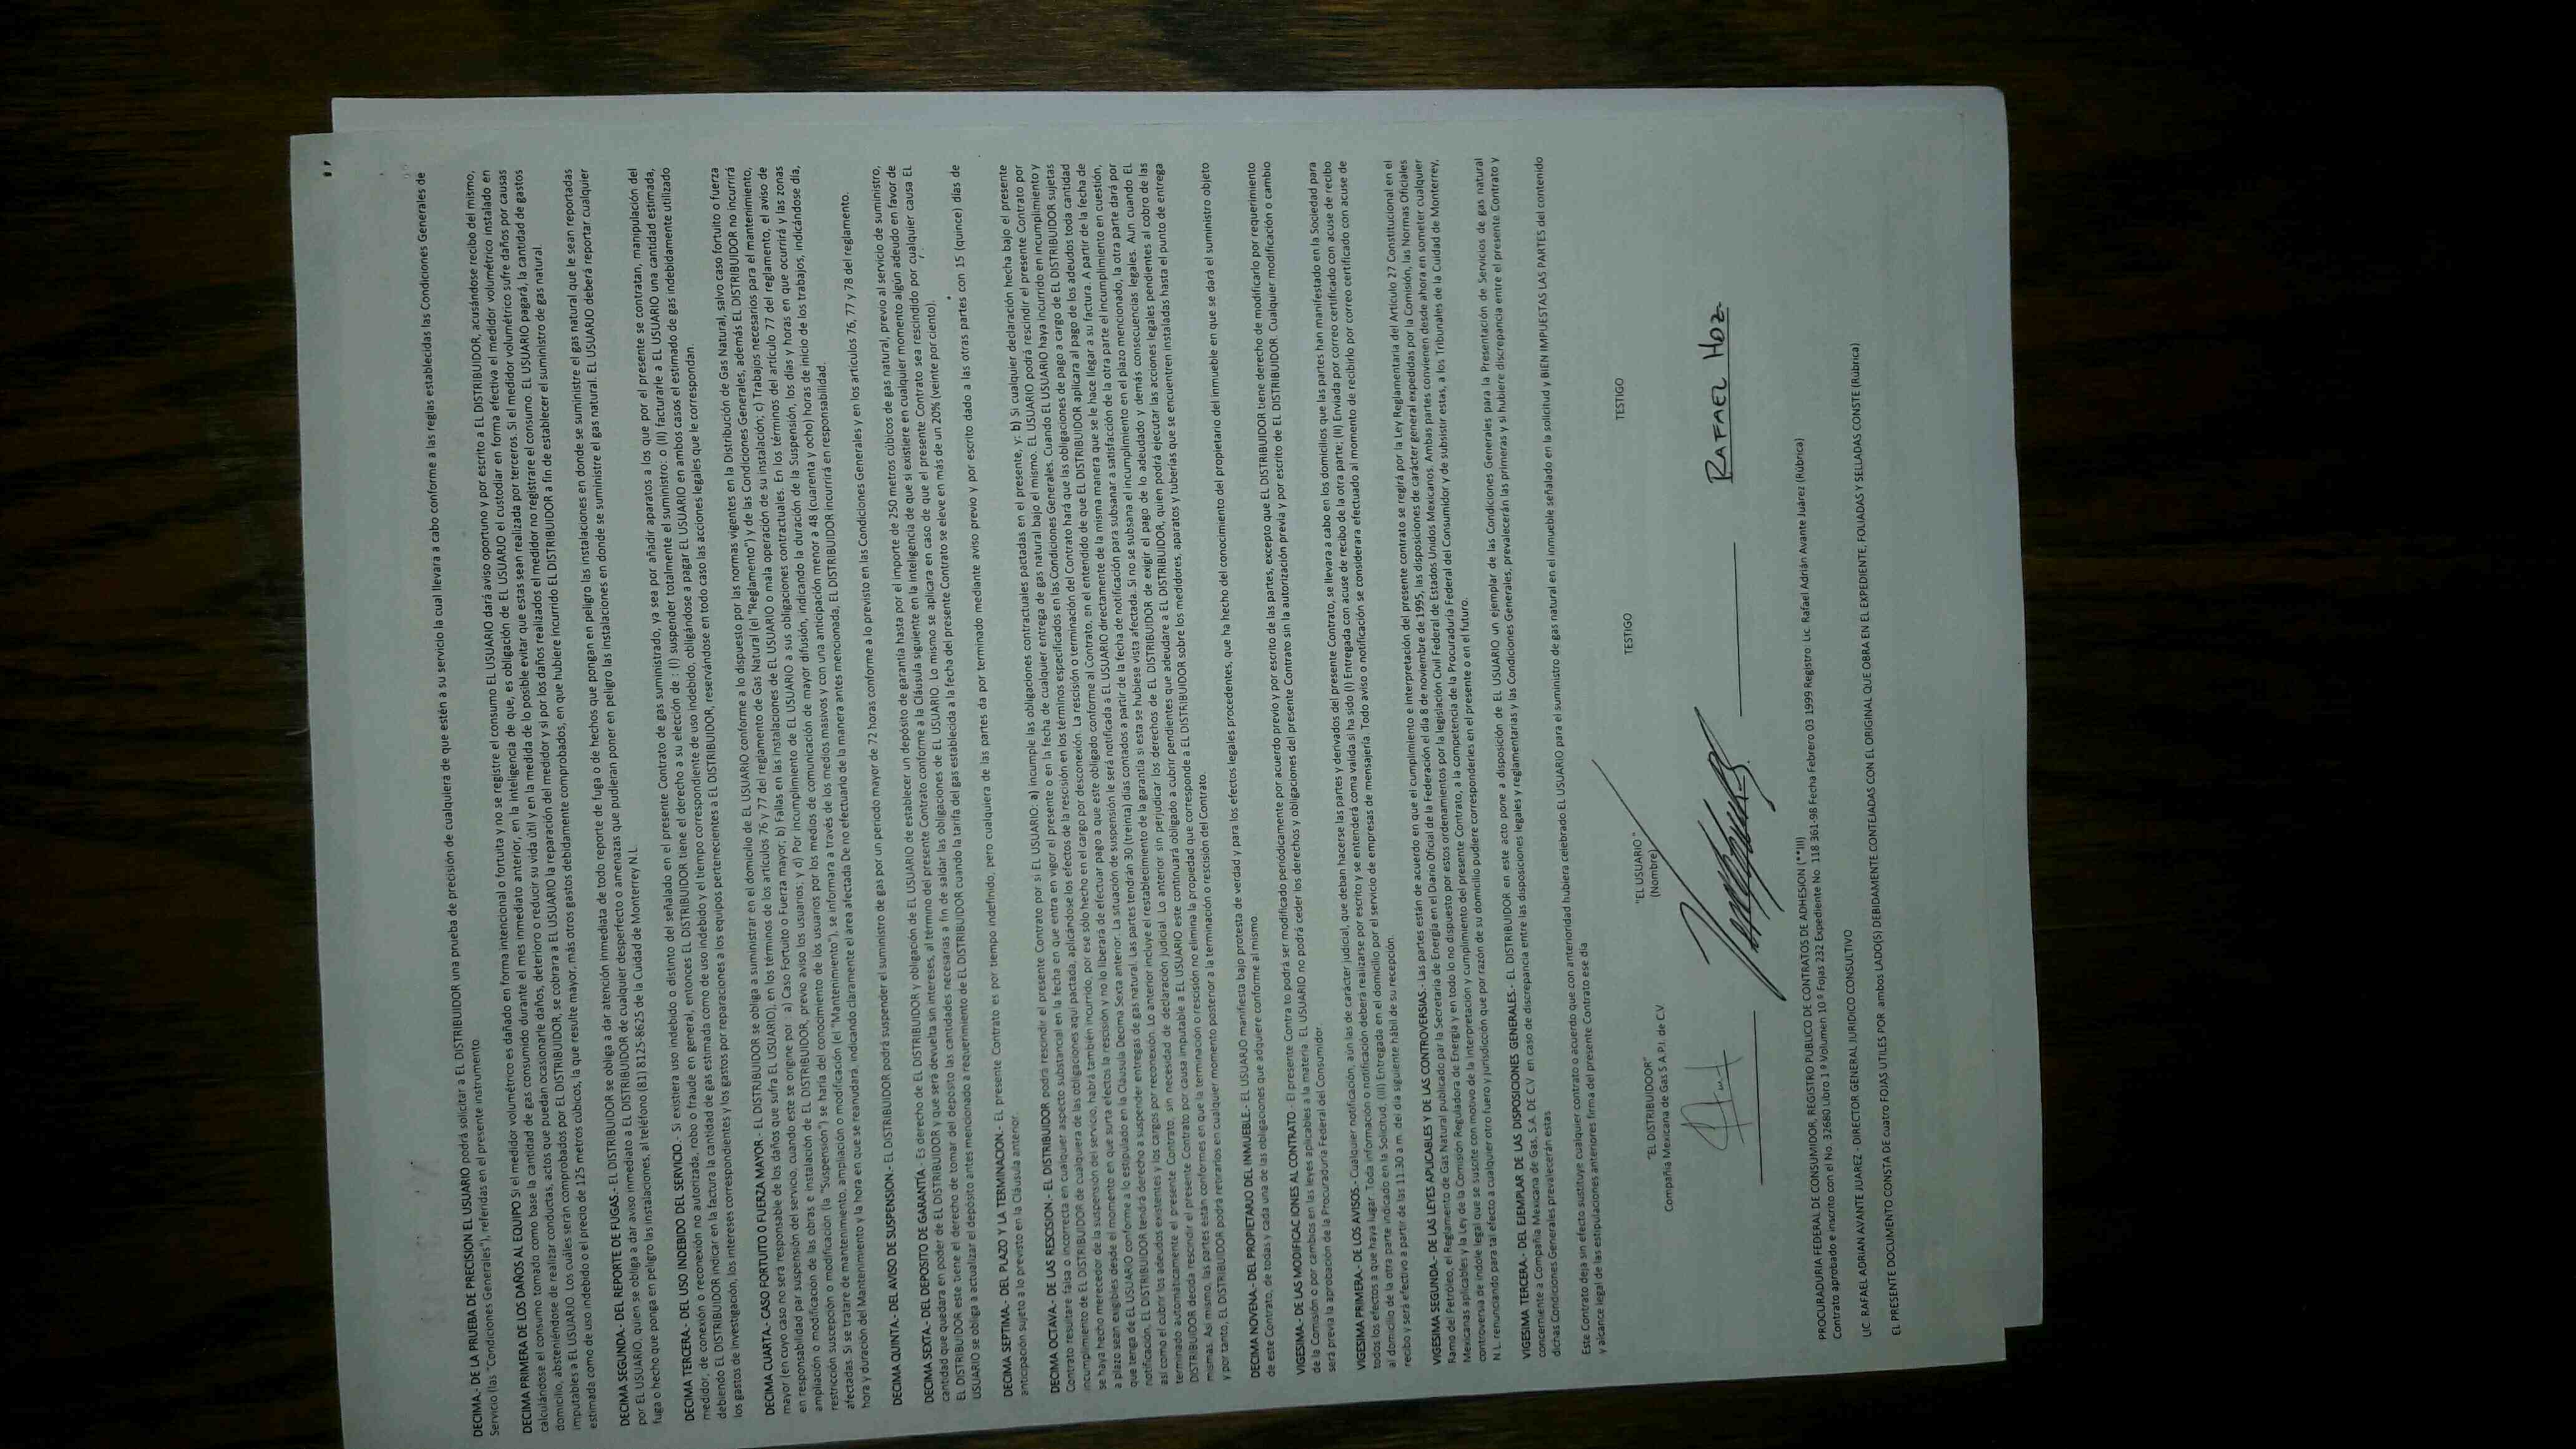 DECIMA.- DE LA PRUEBA DE PRECISION EL USUARIO podrá solicitar a EL DISTRIBUIDOR una prueba de precisión de cualquiera de que estén a su servicio la cual llevara a cabo conforme a las reglas establecidas las Condiciones Generales de
Servicio (las "Condiciones Generales"), referidas en el presente instrumento
DECIMA PRIMERA DE LOS DAÑOS AL EQUIPO Si el medidor volumétrico es dañado en forma intencional o fortuita y no se registre el consumo EL USUARIO dará aviso oportuno y por escrito a EL DISTRIBUIDOR, acusándose recibo del mismo,
calculándose el consumo tomado como base la cantidad de gas consumido durante el mes inmediato anterior, en la inteligencia de que, es obligación de EL USUARIO el custodiar en forma efectiva el medidor volumétrico instalado en
domicilio, absteniéndose de realizar conductas, actos que puedan ocasionarle daños, deterioro o reducir su vida útil y en la medida de lo posible evitar que estas sean realizada por terceros. Si el medidor volumétrico sufre daños por causas
imputables a EL USUARIO. Los cuáles serán comprobados por EL DISTRIBUIDOR, se cobrara a EL USUARIO la reparación del medidor y si por los daños realizados el medidor no registrare el consumo. EL USUARIO pagará, la cantidad de gastos
estimada como de uso indebido o el precio de 125 metros cúbicos, la que resulte mayor, más otros gastos debidamente comprobados, en que hubiere incurrido EL DISTRIBUIDOR a fin de establecer el suministro de gas natural.
DECIMA SEGUNDA.- DEL REPORTE DE FUGAS.- EL DISTRIBUIDOR se obliga a dar atención inmediata de todo reporte de fuga o de hechos que pongan en peligro las instalaciones en donde se suministre el gas natural que le sean reportadas
por EL USUARIO, quien se obliga a dar aviso inmediato a EL DISTRIBUIDOR de cualquier desperfecto o amenazas que pudieran poner en peligro las instalaciones en donde se suministre el gas natural. EL USUARIO deberá reportar cualquier
fuga o hecho que ponga en peligro las instalaciones, al teléfono (81) 8125-8625 de la Cuidad de Monterrey N.L.
DECIMA TERCERA.- DEL USO INDEBIDO DEL SERVICIO.- Si existiera uso indebido o distinto del señalado en el presente Contrato de gas suministrado, ya sea por añadir aparatos a los que por el presente se contratan, manipulación del
medidor, de conexión o reconexión no autorizada, robo o fraude en general, entonces EL DISTRIBUIDOR tiene el derecho a su elección de : (I) suspender totalmente el suministro: o (II) facturarle a EL USUARIO una cantidad estimada,
debiendo EL DISTRIBUIDOR indicar en la factura la cantidad de gas estimada como de uso indebido y el tiempo correspondiente de uso indebido, obligándose a pagar EL USUARIO en ambos casos el estimado de gas indebidamente utilizado
los gastos de investigación, los intereses correspondientes y los gastos por reparaciones a los equipos pertenecientes a EL DISTRIBUIDOR, reservándose en todo caso las acciones legales que le correspondan.
DECIMA CUARTA.- CASO FORTUITO O FUERZA MAYOR.- EL DISTRIBUIDOR se obliga a suministrar en el domicilio de EL USUARIO conforme a lo dispuesto por las normas vigentes en la Distribución de Gas Natural, salvo caso fortuito o fuerza
mayor (en cuyo caso no será responsable de los daños que sufra EL USUARIO), en los términos de los artículos 76 y 77 del reglamento de Gas Natural (el "Reglamento") y de las Condiciones Generales, además EL DISTRIBUIDOR no incurrirá
en responsabilidad par suspensión del servicio, cuando este se origine por : a) Caso Fortuito o Fuerza mayor; b) Fallas en las Instalaciones de EL USUARIO o mala operación de su instalación; c) Trabajos necesarios para el mantenimiento,
ampliación o modificación de las obras e instalación de EL DISTRIBUIDOR, previo aviso los usuarios; y d) Por incumplimiento de EL USUARIO a sus obligaciones contractuales. En los términos del artículo 77 del reglamento, el aviso de
restricción suscepción o modificación (la "Suspensión") se haría del conocimiento de los usuarios por los medios de comunicación de mayor difusión, indicando la duración de la Suspensión, los días y horas en que ocurrirá y las zonas
afectadas. Si se tratare de mantenimiento, ampliación o modificación (el "Mantenimiento"), se informara a través de los medios masivos y con una anticipación menor a 48 (cuarenta y ocho) horas de inicio de los trabajos, indicándose día,
hora y duración del Mantenimiento y la hora en que se reanudará, indicando claramente el área afectada De no efectuarlo de la manera antes mencionada, EL DISTRIBUIDOR incurrirá en responsabilidad.
DECIMA QUINTA.- DEL AVISO DE SUSPENSION.- EL DISTRIBUIDOR podrá suspender el suministro de gas por un periodo mayor de 72 horas conforme a lo previsto en las Condiciones Generales y en los artículos 76, 77 y 78 del reglamento.
DECIMA SEXTA.- DEL DEPOSITO DE GARANTÍA.- Es derecho de EL DISTRIBUIDOR y obligación de EL USUARIO de establecer un depósito de garantía hasta por el importe de 250 metros cúbicos de gas natural, previo al servicio de suministro,
cantidad que quedara en poder de EL DISTRIBUIDOR y que será devuelta sin intereses, al término del presente Contrato conforme a la Cláusula siguiente en la inteligencia de que si existiere en cualquier momento algún adeudo en favor de
EL DISTRIBUIDOR este tiene el derecho de tomar del depósito las cantidades necesarias a fin de saldar las obligaciones de EL USUARIO. Lo mismo se aplicara en caso de que el presente Contrato sea rescindido por cualquier causa EL
USUARIO se obliga a actualizar el depósito antes mencionado a requerimiento de EL DISTRIBUIDOR cuando la tarifa del gas establecida a la fecha del presente Contrato se eleve en más de un 20% (veinte por ciento).
DECIMA SEPTIMA.- DEL PLAZO Y LA TERMINACION.- EL presente Contrato es por tiempo indefinido, pero cualquiera de las partes da por terminado mediante aviso previo y por escrito dado a las otras partes con 15 (quince) días de
anticipación sujeto a lo previsto en la Cláusula anterior.
DECIMA OCTAVA.- DE LAS RESCISION.- EL DISTRIBUIDOR podrá rescindir el presente Contrato por si EL USUARIO: a) incumple las obligaciones contractuales pactadas en el presente, y: b) Si cualquier declaración hecha bajo el presente
Contrato resultare falsa o incorrecta en cualquier aspecto substancial en la fecha en que entra en vigor el presente o en la fecha de cualquier entrega de gas natural bajo el mismo. EL USUARIO podrá rescindir el presente Contrato por
incumplimiento de EL DISTRIBUIDOR de cualquiera de las obligaciones aquí pactada, aplicándose los efectos de la rescisión en los términos especificados en las Condiciones Generales. Cuando EL USUARIO haya incurrido en incumplimiento y
se haya hecho merecedor de la suspensión del servicio, habrá también incurrido, por ese sólo hecho en el cargo por desconexión. La rescisión o terminación del Contrato hará que las obligaciones de pago a cargo de EL DISTRIBUIDOR sujetas
a plazo sean exigibles desde el momento en que surta efectos la rescisión y no lo liberará de efectuar pago a que este obligado conforme al Contrato. en el entendido de que EL DISTRIBUIDOR aplicara al pago de los adeudos toda cantidad
que tenga de EL USUARIO conforme a lo estipulado en la Cláusula Decima Sexta anterior. La situación de suspensión le será notificada a EL USUARIO directamente de la misma manera que se le hace llegar a su factura. A partir de la fecha de
notificación, EL DISTRIBUIDOR tendrá derecho a suspender entregas de gas natural. Las partes tendrán 30 (treinta) días contados a partir de la fecha de notificación para subsanar a satisfacción de la otra parte el incumplimiento en cuestión,
así como el cubrir los adeudos existentes y los cargos por reconexión. Lo anterior incluye el restablecimiento de la garantía si esta se hubiese vista afectada. Si no se subsana el incumplimiento en el plazo mencionado, la otra parte dará por
terminado automáticamente el presente Contrato, sin necesidad de declaración judicial. Lo anterior sin perjudicar los derechos de EL DISTRIBUIDOR de exigir el pago de lo adeudado y demás consecuencias legales. Aun cuando EL
DISTRIBUIDOR decida rescindir el presente Contrato por causa imputable a EL USUARIO este continuará obligado a cubrir pendientes que adeudare a EL DISTRIBUIDOR, quien podrá ejecutar las acciones legales pendientes al cobro de las
mismas. Así mismo, las partes están conformes en que la terminación o rescisión no elimina la propiedad que corresponde a EL DISTRIBUIDOR sobre los medidores, aparatos y tuberías que se encuentren instaladas hasta el punto de entrega
y por tanto, EL DISTRIBUIDOR podrá retirarlos en cualquier momento posterior a la terminación o rescisión del Contrato.
DECIMA NOVENA.- DEL PROPIETARIO DEL INMUEBLE.- EL USUARIO manifiesta bajo protesta de verdad y para los efectos legales procedentes, que ha hecho del conocimiento del propietario del inmueble en que se dará el suministro objeto
de este Contrato, de todas y cada una de las obligaciones que adquiere conforme al mismo
VIGESIMA.- DE LAS MODIFICACIONES AL CONTRATO.- El presente Contrato podrá ser modificado periódicamente por acuerdo previo y por escrito de las partes, excepto que EL DISTRIBUIDOR tiene derecho de modificarlo por requerimiento
de la Comisión o por cambios en las leyes aplicables a la materia. EL USUARIO no podrá ceder los derechos y obligaciones del presente Contrato sin la autorización previa y por escrito de EL DISTRIBUIDOR. Cualquier modificación o cambio
será previa la aprobación de la Procuraduría Federal del Consumidor.
VIGESIMA PRIMERA.- DE LOS AVISOS.- Cualquier notificación, aún las de carácter judicial, que deban hacerse las partes y derivados del presente Contrato, se llevara a cabo en los domicilios que las partes han manifestado en la Sociedad para
todos los efectos a que haya lugar. Toda información o notificación deberá realizarse por escrito y se entenderá coma valida si ha sido (I) Entregada con acuse de recibo de la otra parte; (II) Enviada por correo certificado con acuse de recibo
al domicilio de la otra parte indicado en la Solicitud; (III) Entregada en el domicilio por el servicio de empresas de mensajería. Todo aviso o notificación se considerara efectuado al momento de recibirlo por correo certificado con acuse de
recibo y será efectivo a partir de las 11:30 a.m. del día siguiente hábil de su recepción.
VIGESIMA SEGUNDA.- DE LAS LEYES APLICABLES Y DE LAS CONTROVERSIAS.- Las partes están de acuerdo en que el cumplimiento e interpretación del presente contrato se regirá por la Ley Reglamentaria del Artículo 27 Constitucional en el
Ramo del Petróleo, el Reglamento de Gas Natural publicado par la Secretaría de Energía en el Diario Oficial de la Federación el día 8 de noviembre de 1995, las disposiciones de carácter general expedidas por la Comisión, las Normas Oficiales
Mexicanas aplicables y la Ley de la Comisión Reguladora de Energía y en todo lo no dispuesto por estos ordenamientos por la legislación Civil Federal de Estados Unidos Mexicanos. Ambas partes convienen desde ahora en someter cualquier
controversia de índole legal que se suscite con motivo de la interpretación y cumplimiento del presente Contrato, a la competencia de la Procuraduría Federal del Consumidor y de subsistir estas, a los Tribunales de la Cuidad de Monterrey,
N.L. renunciando para tal efecto a cualquier otro fuero y jurisdicción que por razón de su domicilio pudiere corresponderles en el presente o en el futuro.
VIGESIMA TERCERA.- DEL EJEMPLAR DE LAS DISPOSICIONES GENERALES.- EL DISTRIBUIDOR en este acto pone a disposición de EL USUARIO un ejemplar de las Condiciones Generales para la Presentación de Servicios de gas natural
concerniente a Compañía Mexicana de Gas, S.A. DE C.V. en caso de discrepancia entre las disposiciones legales y reglamentarias y las Condiciones Generales, prevalecerán las primeras y si hubiere discrepancia entre el presente Contrato y
dichas Condiciones Generales prevalecerán estas
Este Contrato deja sin efecto sustituye cualquier contrato o acuerdo que con anterioridad hubiera celebrado EL USUARIO para el suministro de gas natural en el inmueble señalado en la solicitud y BIEN IMPUESTAS LAS PARTES del contenido
y alcance legal de las estipulaciones anteriores firma del presente Contrato ese día
"EL DISTRIBUIDOR" "EL USUARIO" TESTIGO TESTIGO
Compañía Mexicana de Gas S.A.P.I. de C.V. (Nombre)
RAFAEL HDZ.
PROCURADURIA FEDERAL DE CONSUMIDOR, REGISTRO PUBLICO DE CONTRATOS DE ADHESION (**III)
Contrato aprobado e inscrito con el No. 32680 Libro 1º Volumen 10º Fojas 232 Expediente No. 118 361-98 Fecha Febrero 03 1999 Registro: Lic. Rafael Adrián Avante Juárez (Rúbrica)
LIC. RAFAEL ADRIAN AVANTE JUAREZ - DIRECTOR GENERAL JURIDICO CONSULTIVO
EL PRESENTE DOCUMENTO CONSTA DE cuatro FOJAS UTILES POR ambos LADO(S) DEBIDAMENTE CONTEJADAS CON EL ORIGINAL QUE OBRA EN EL EXPEDIENTE, FOLIADAS Y SELLADAS CONSTE (Rúbrica)